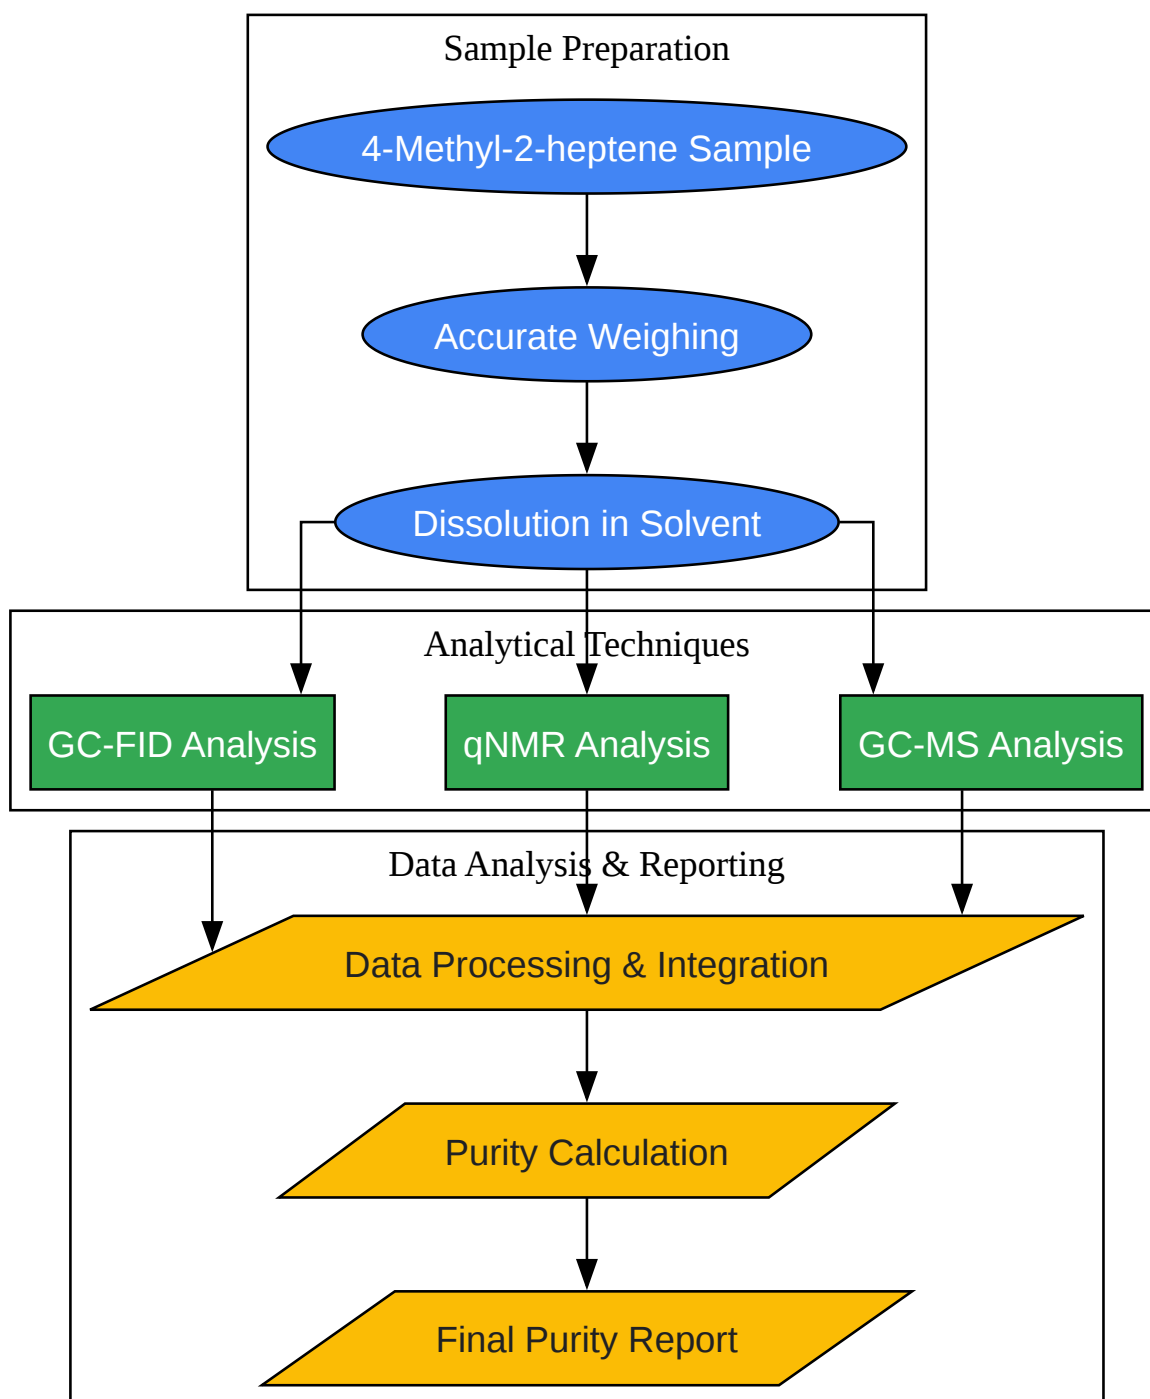 Sample Preparation
4-Methyl-2-heptene Sample
Accurate Weighing
Dissolution in Solvent
Analytical Techniques
GC-FID Analysis
qNMR Analysis
GC-MS Analysis
Data Analysis & Reporting
Data Processing & Integration
Purity Calculation
Final Purity Report